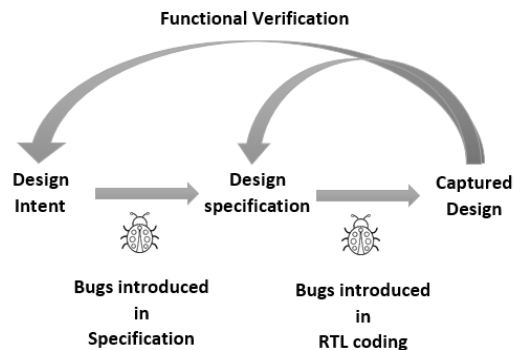 Functional Verification
Design
Intent
Design
specification
Captured
Design
Bugs introduced
in
Specification
Bugs introduced
in
RTL coding